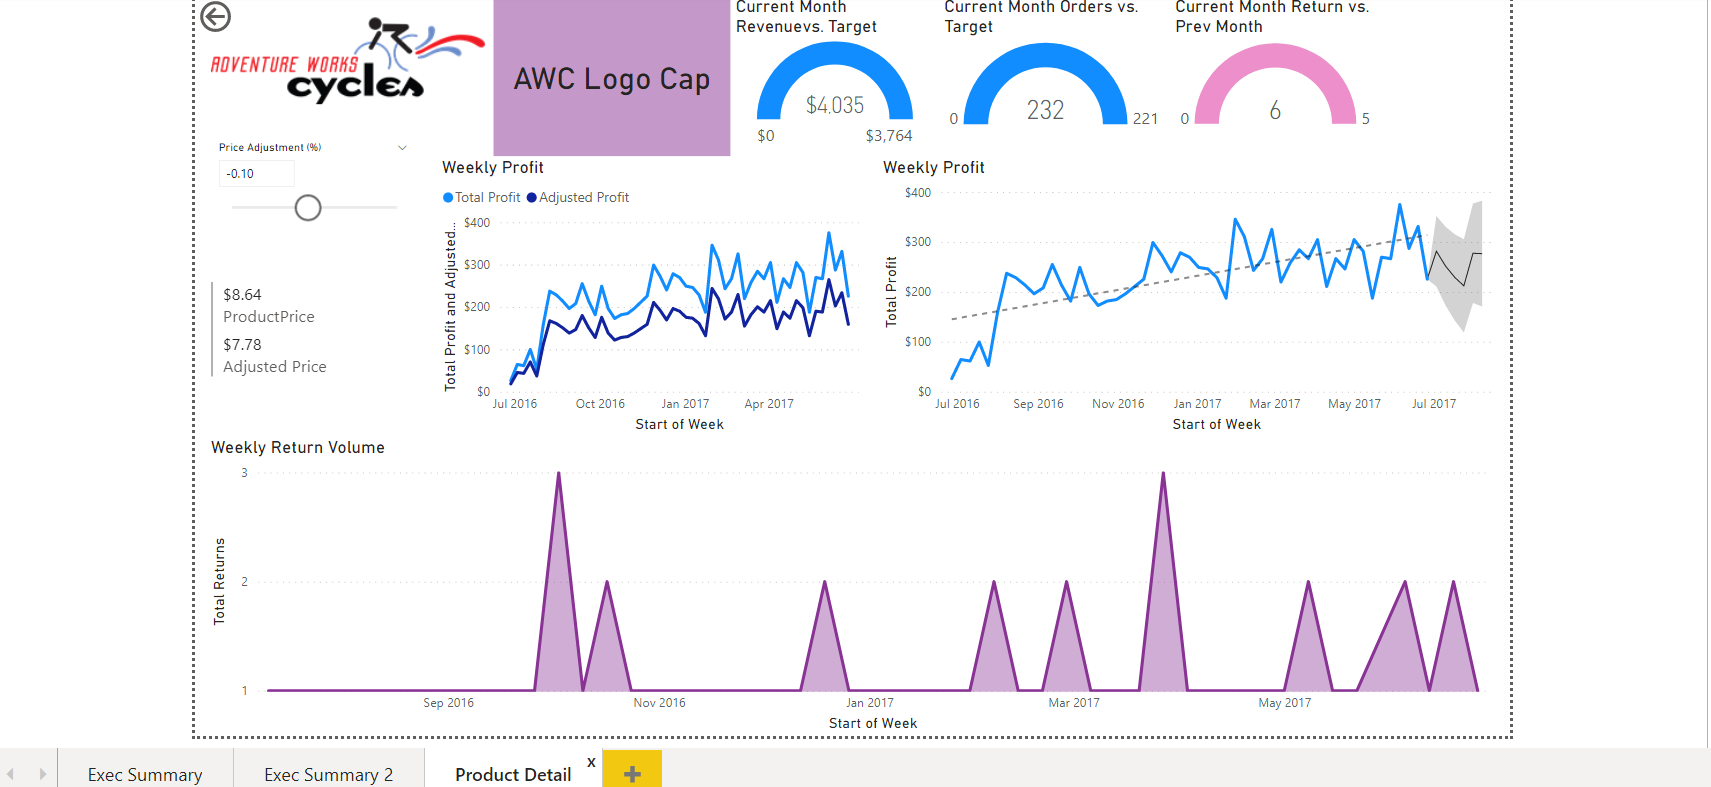 ADVENTURE WORKS
cycles
AWC Logo Cap
Current Month
Revenuevs. Target
$4,035
$0
$3,764
Current Month Orders vs.
Target
232
0
221
Current Month Return vs.
Prev Month
6
0
5
Price Adjustment (%)
-0.10
$8.64
ProductPrice
$7.78
Adjusted Price
Weekly Profit
Total Profit
Adjusted Profit
Total Profit and Adjusted...
$400
$300
$200
$100
$0
Jul 2016
Oct 2016
Jan 2017
Apr 2017
Start of Week
Weekly Profit
Total Profit
$400
$300
$200
$100
$0
Jul 2016
Sep 2016
Nov 2016
Jan 2017
Mar 2017
May 2017
Jul 2017
Start of Week
Weekly Return Volume
Total Returns
3
2
1
Sep 2016
Nov 2016
Jan 2017
Mar 2017
May 2017
Start of Week
Exec Summary
Exec Summary 2
Product Detail
x
+